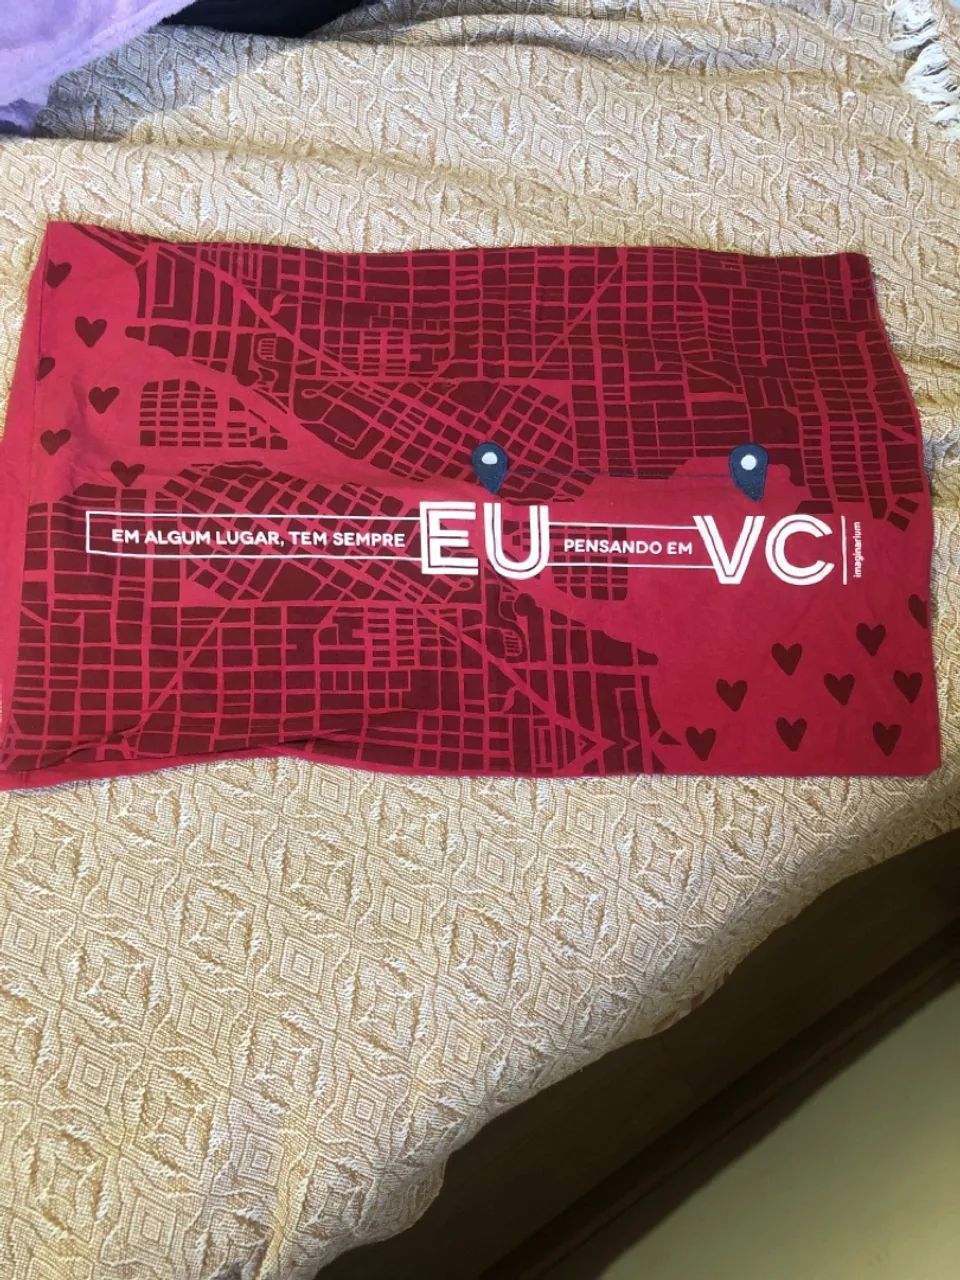 EM ALGUM LUGAR, TEM SEMPRE EU PENSANDO EM VC
imaginarium